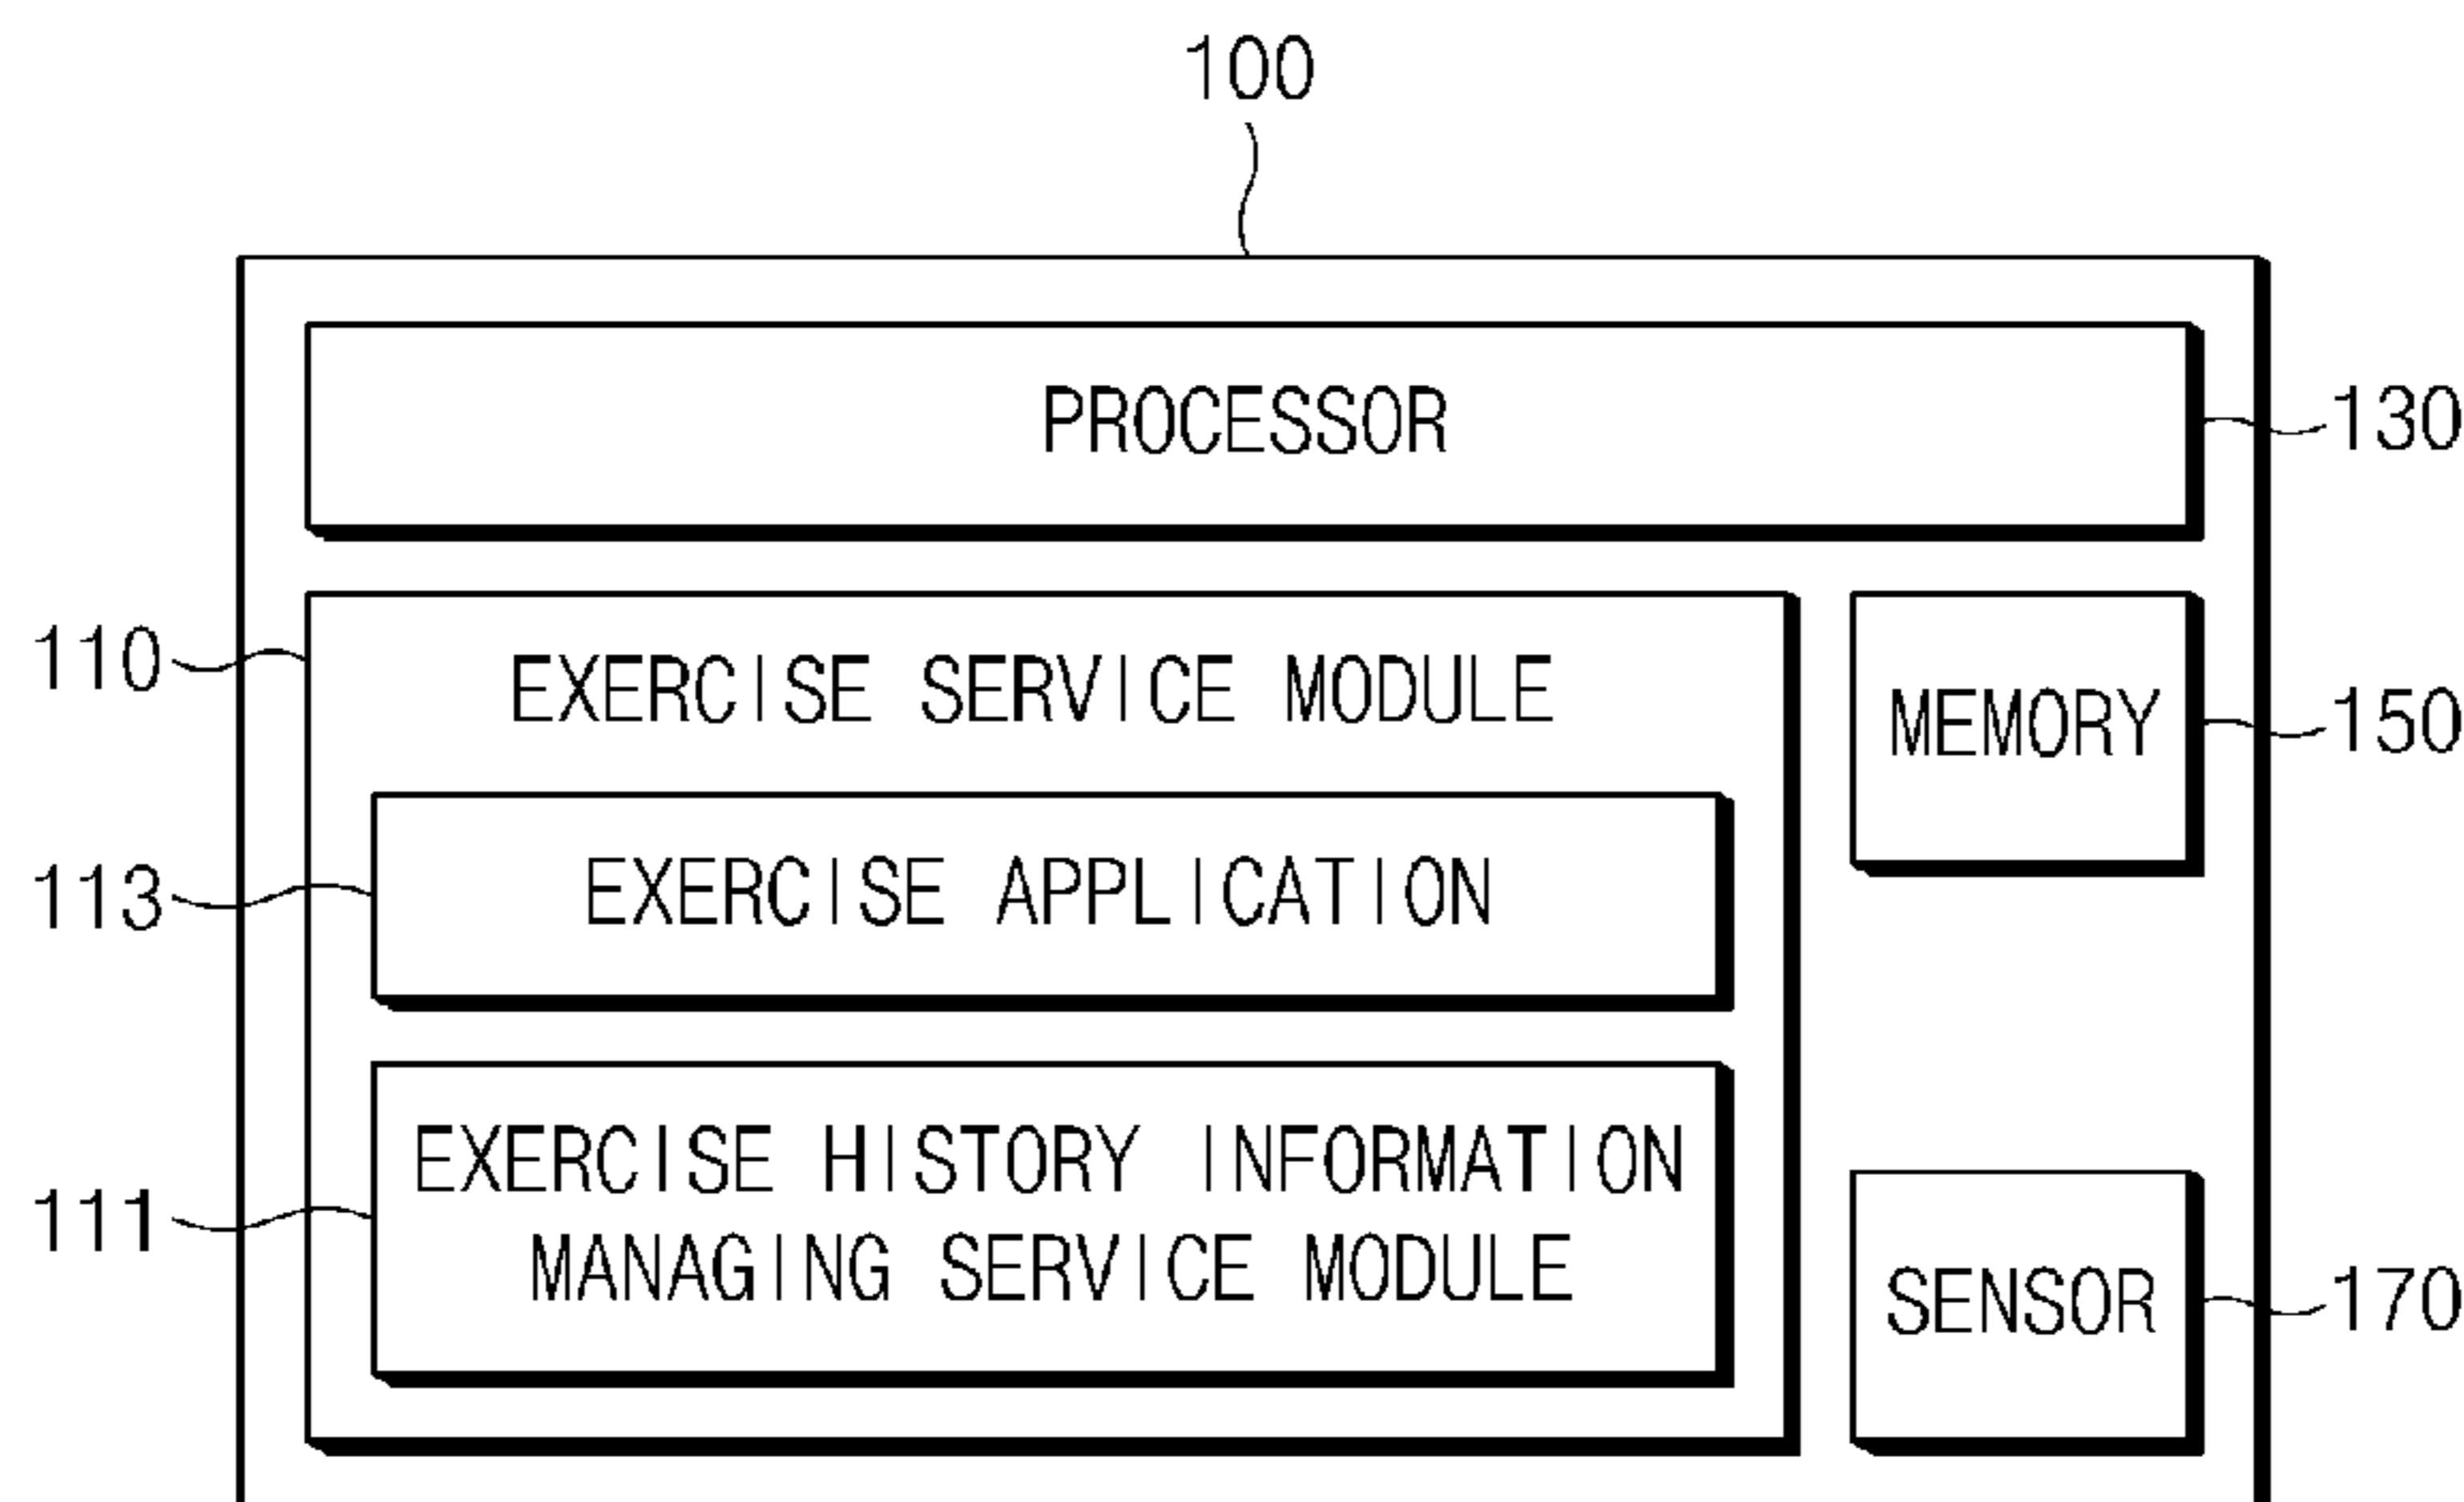 100
PROCESSOR
130
110
EXERCISE SERVICE MODULE
MEMORY
150
113
EXERCISE APPLICATION
111
EXERCISE HISTORY INFORMATION
MANAGING SERVICE MODULE
SENSOR
170